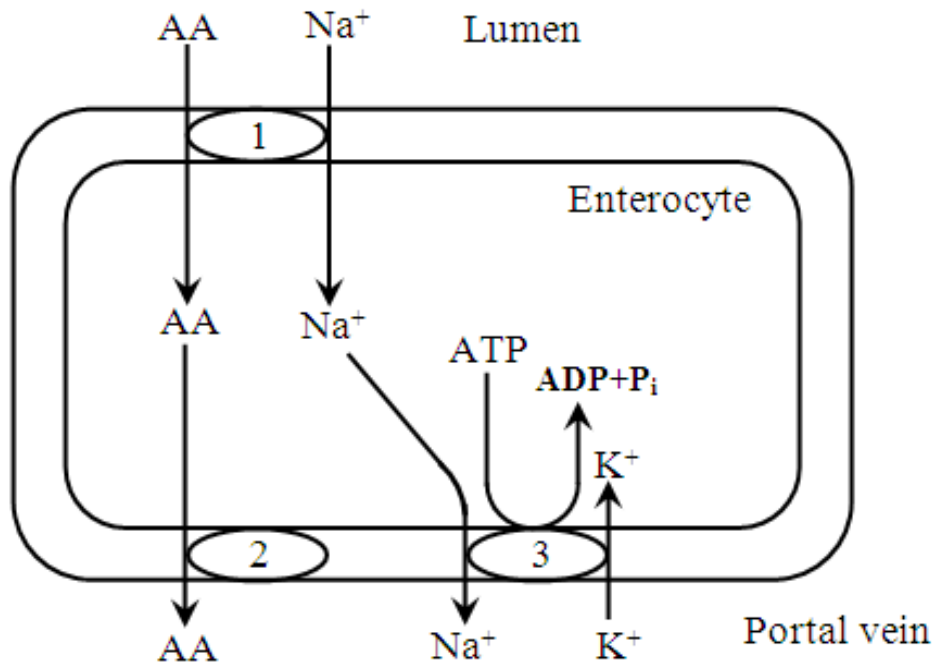 AA Na⁺ Lumen
1
Enterocyte
AA Na⁺
ATP
ADP+Pᵢ
K⁺
2 3
AA Na⁺ K⁺ Portal vein